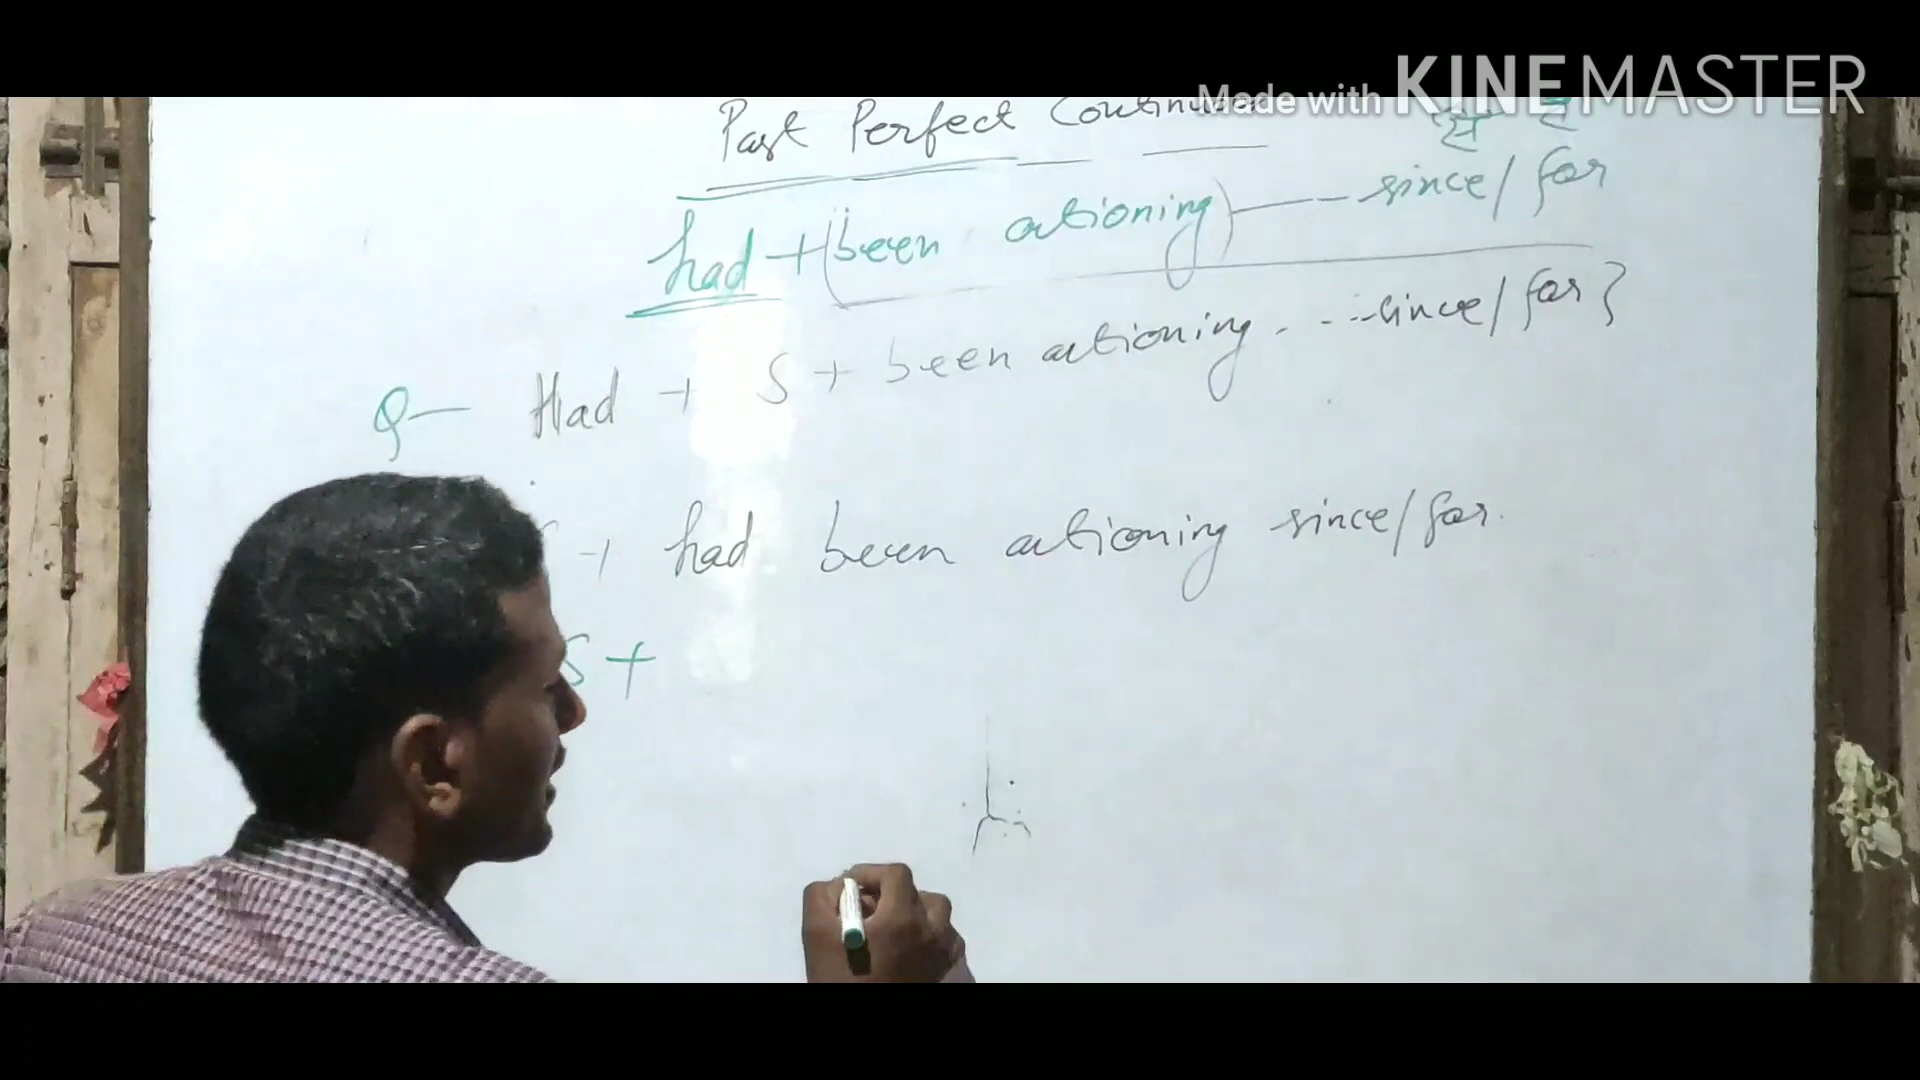 Made with KINEMASTER
Past Perfect Continuous
had + (been actioning) --- since/for
Q— Had + S + been actioning - - - since/for }
S + had been actioning since/for.
S +